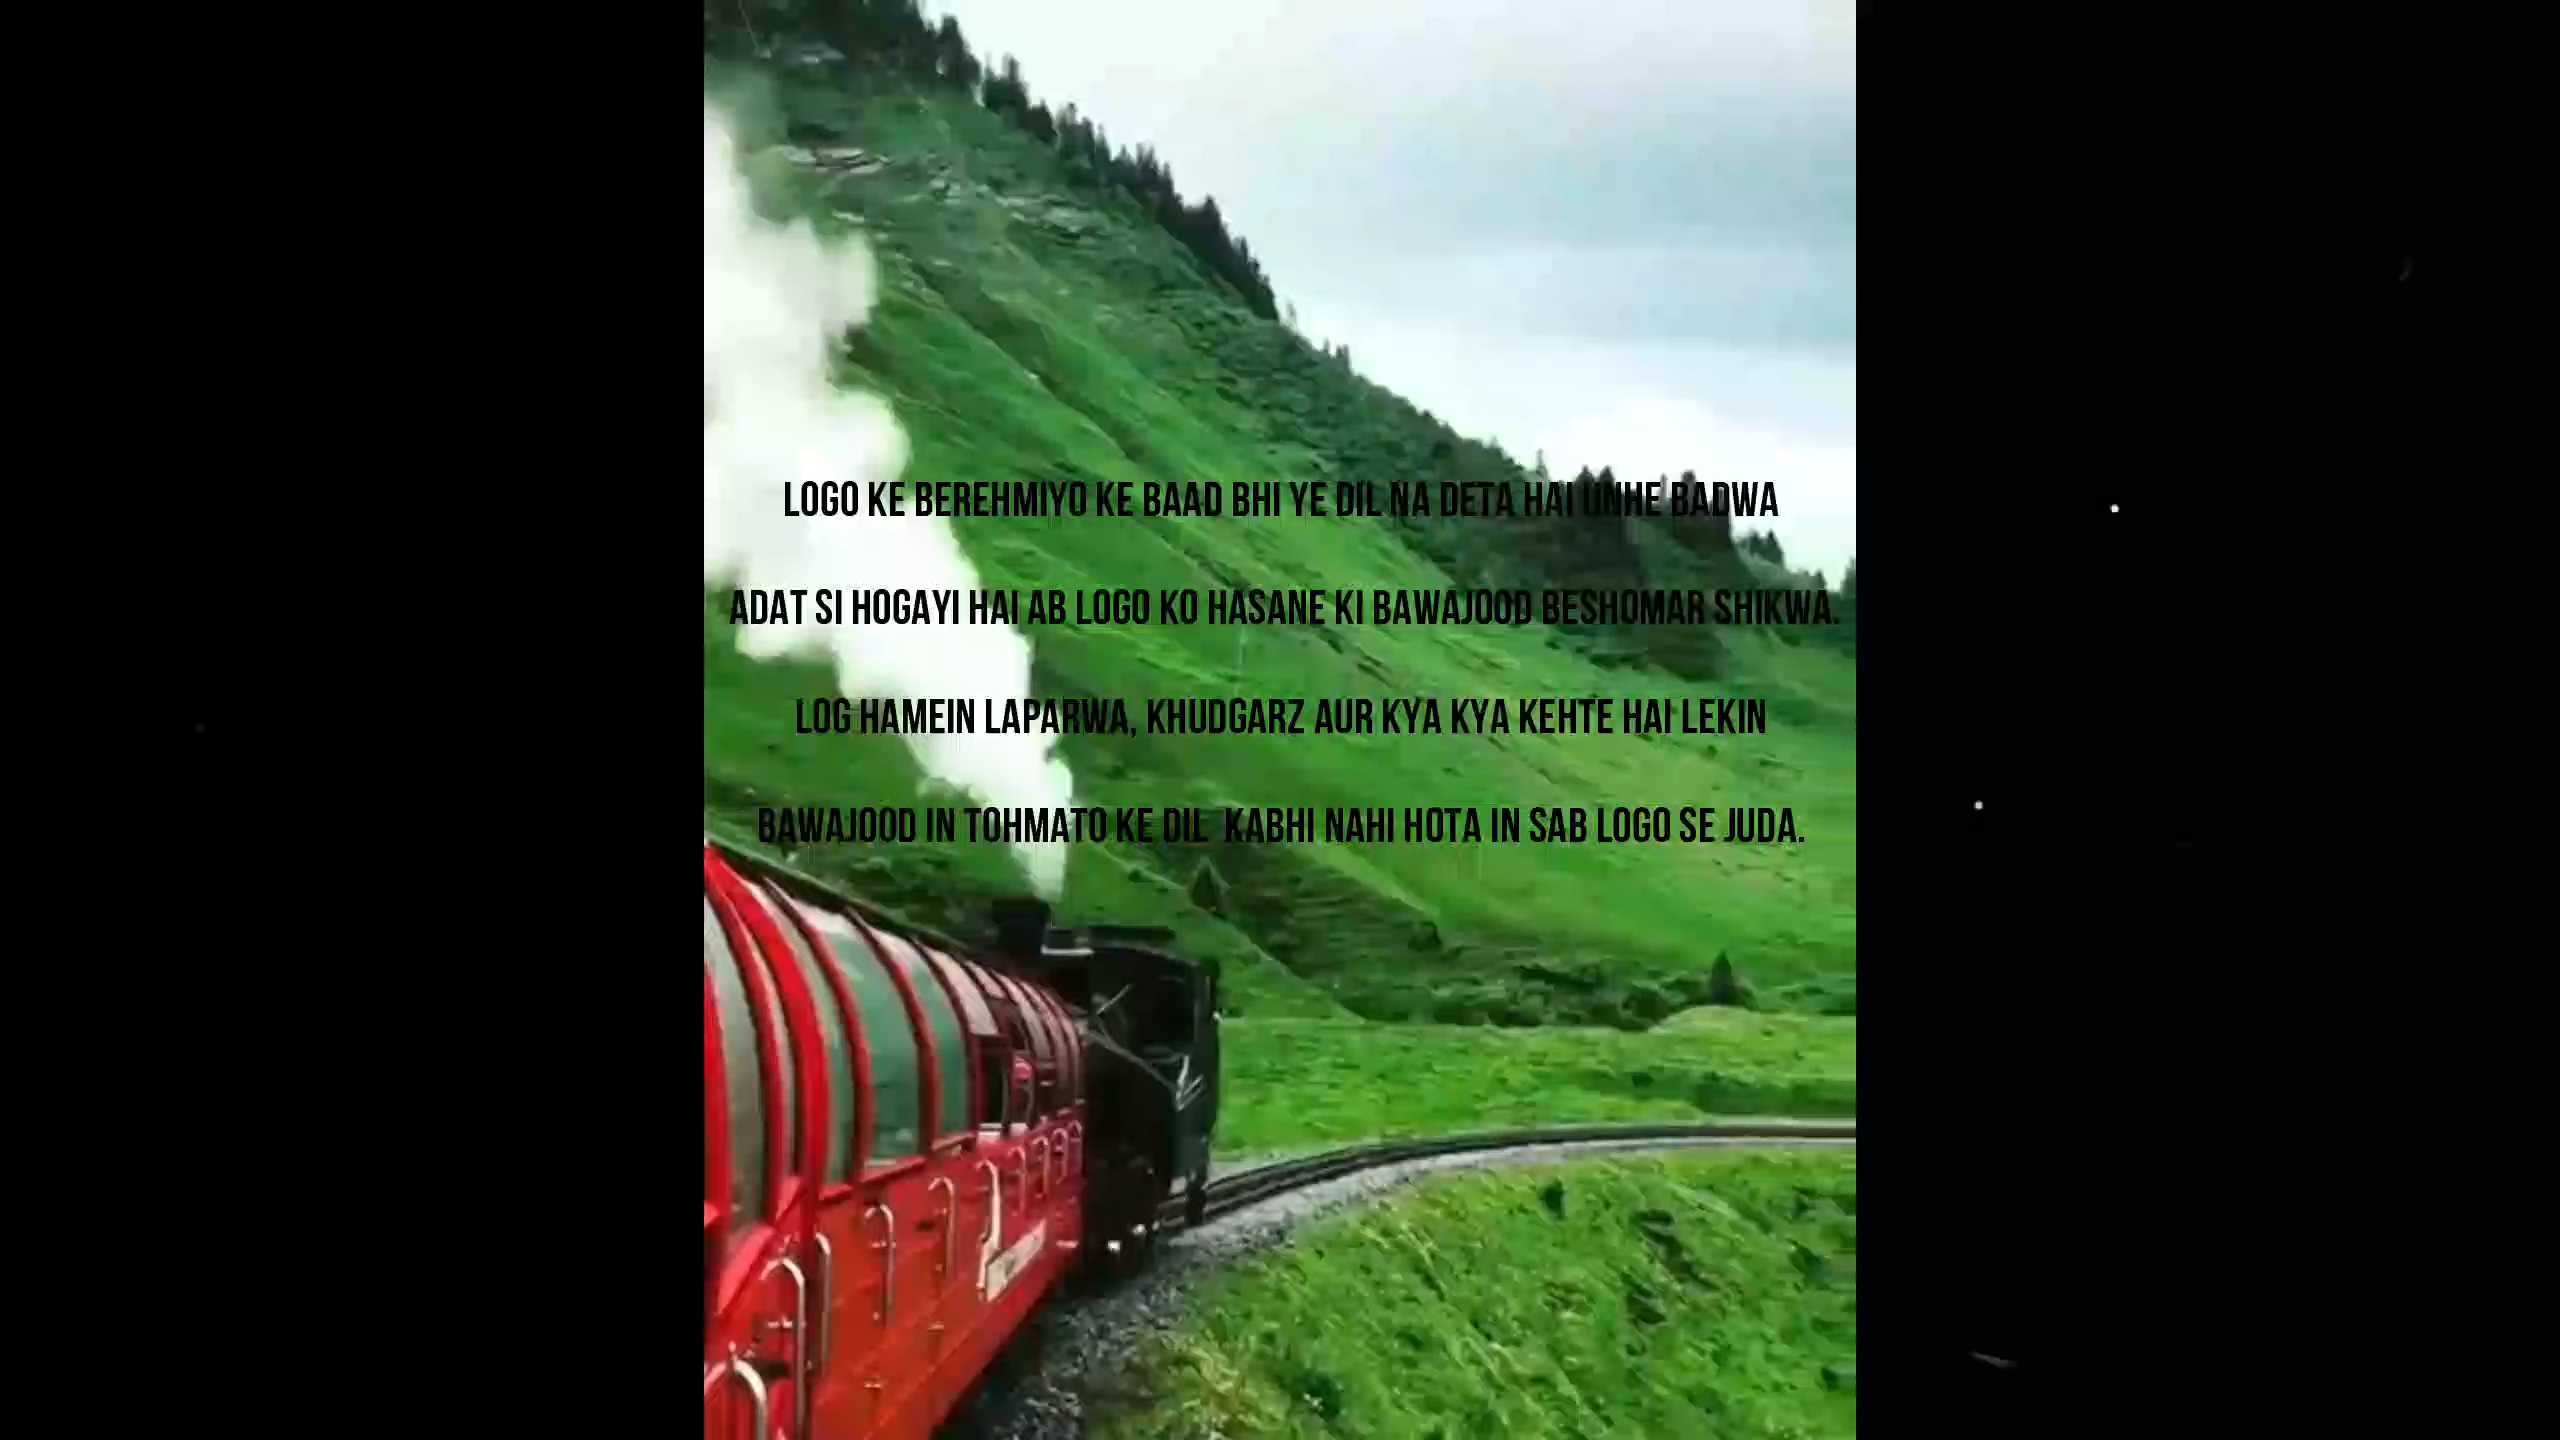 LOGO KE BEREHMIYO KE BAAD BHI YE DIL NA DETA HAI UNHE BADWA
ADAT SI HOGAYI HAI AB LOGO KO HASANE KI BAWAJOOD BESHOMAR SHIKWA.
LOG HAMEIN LAPARWA, KHUDGARZ AUR KYA KYA KEHTE HAI LEKIN
BAWAJOOD IN TOHMATO KE DIL  KABHI NAHI HOTA IN SAB LOGO SE JUDA.